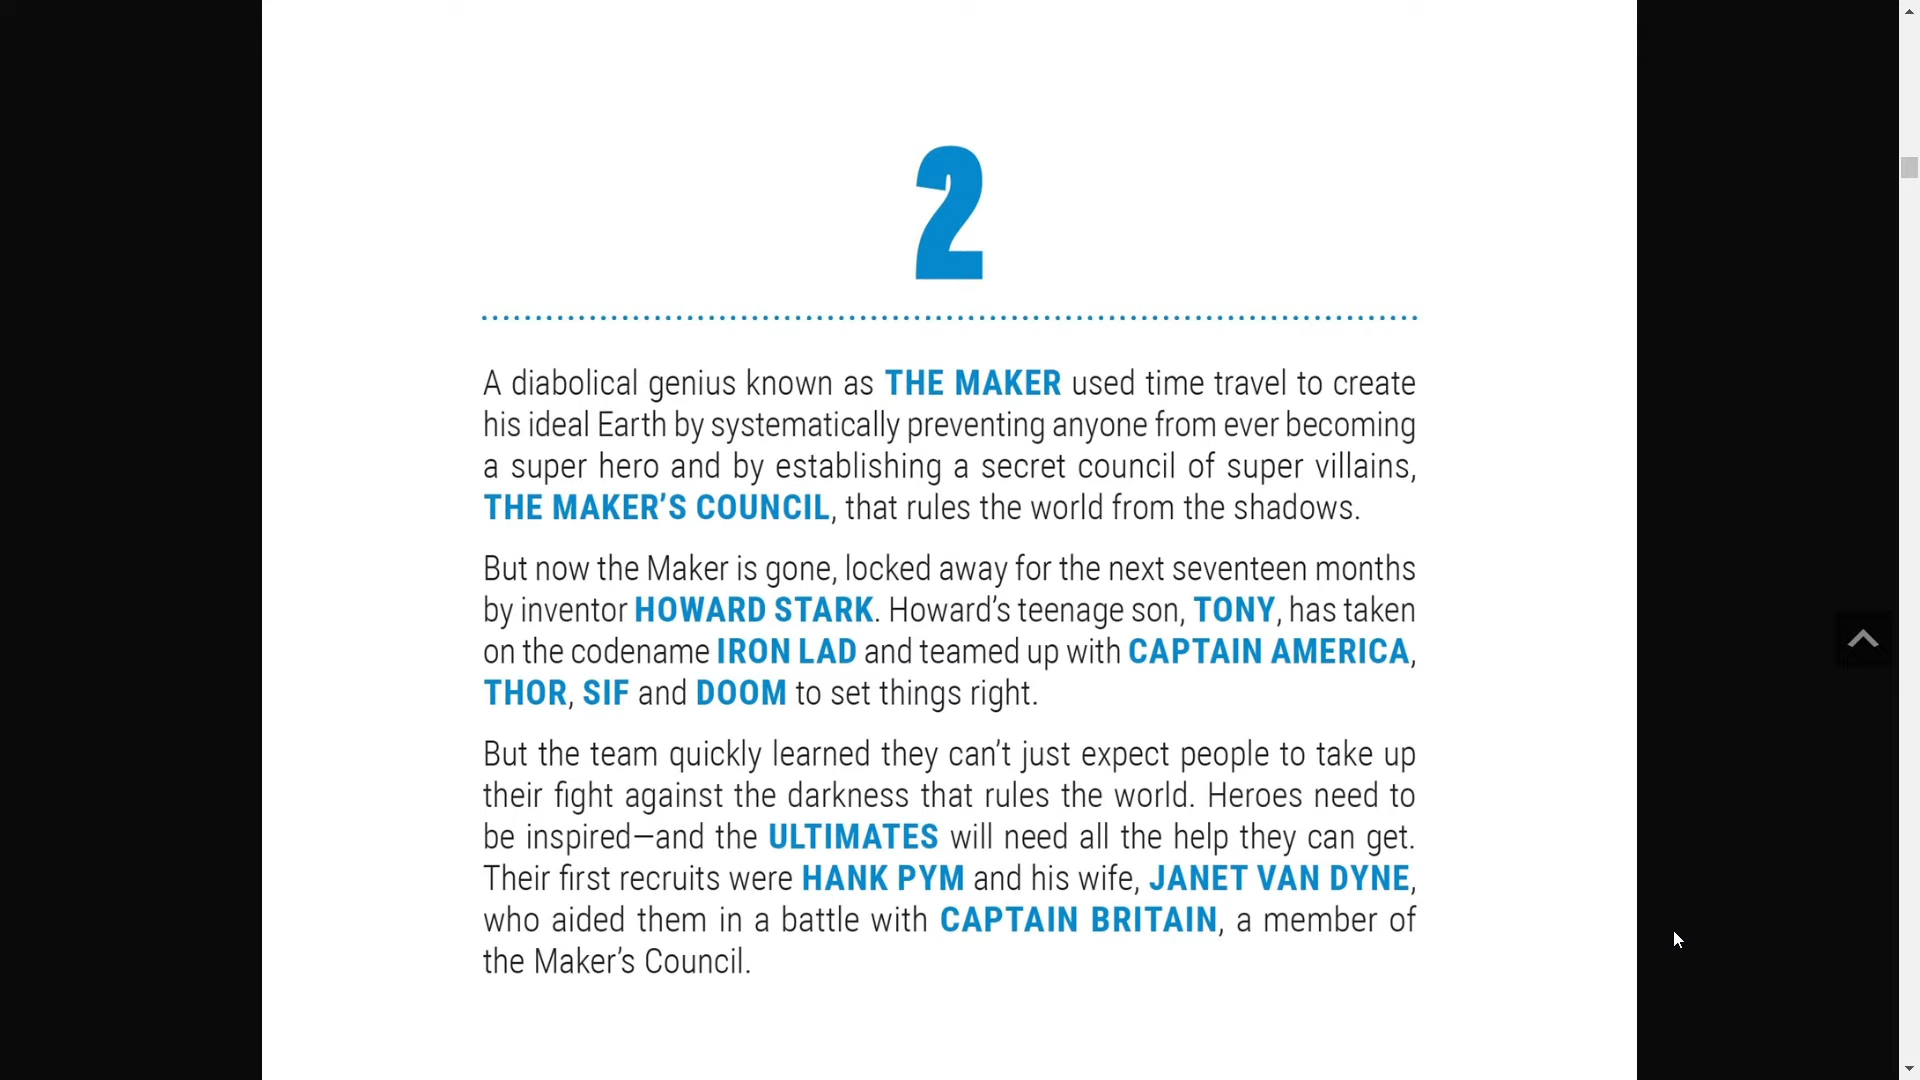 2
A diabolical genius known as THE MAKER used time travel to create
his ideal Earth by systematically preventing anyone from ever becoming
a super hero and by establishing a secret council of super villains,
THE MAKER’S COUNCIL, that rules the world from the shadows.
But now the Maker is gone, locked away for the next seventeen months
by inventor HOWARD STARK. Howard’s teenage son, TONY, has taken
on the codename IRON LAD and teamed up with CAPTAIN AMERICA,
THOR, SIF and DOOM to set things right.
But the team quickly learned they can’t just expect people to take up
their fight against the darkness that rules the world. Heroes need to
be inspired—and the ULTIMATES will need all the help they can get.
Their first recruits were HANK PYM and his wife, JANET VAN DYNE,
who aided them in a battle with CAPTAIN BRITAIN, a member of
the Maker’s Council.